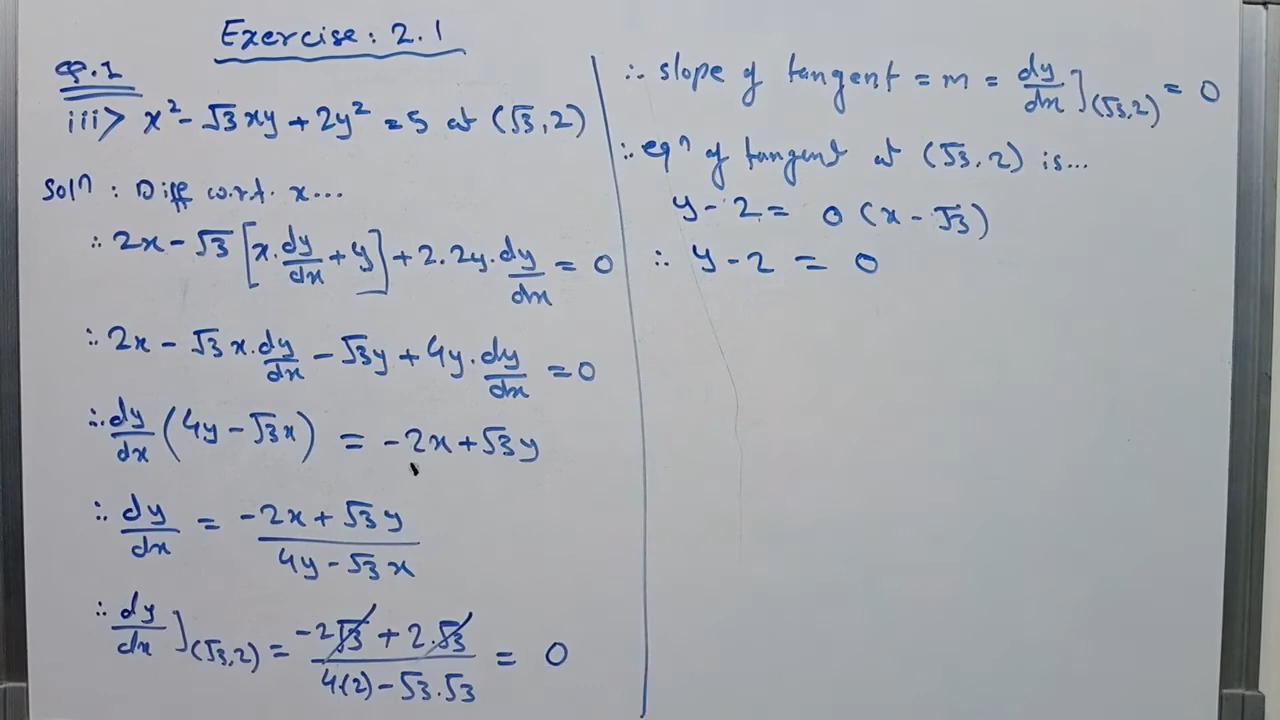 Exercise: 2.1
Q.1
iii> x² - √3xy + 2y² = 5 at (√3, 2)
Solⁿ : Diff w.r.t. x...
∴ 2x - √3 [x.dy/dx + y] + 2.2y.dy/dx = 0
∴ 2x - √3 x.dy/dx - √3y + 4y.dy/dx = 0
∴ dy/dx (4y - √3x) = -2x + √3y
∴ dy/dx = (-2x + √3y)/(4y - √3x)
∴ dy/dx](√3,2) = (-2√3 + 2.√3)/(4(2) - √3.√3) = 0
∴ slope of tangent = m = dy/dx](√3,2) = 0
∴ eqⁿ of tangent at (√3, 2) is...
y - 2 = 0 (x - √3)
∴ y - 2 = 0